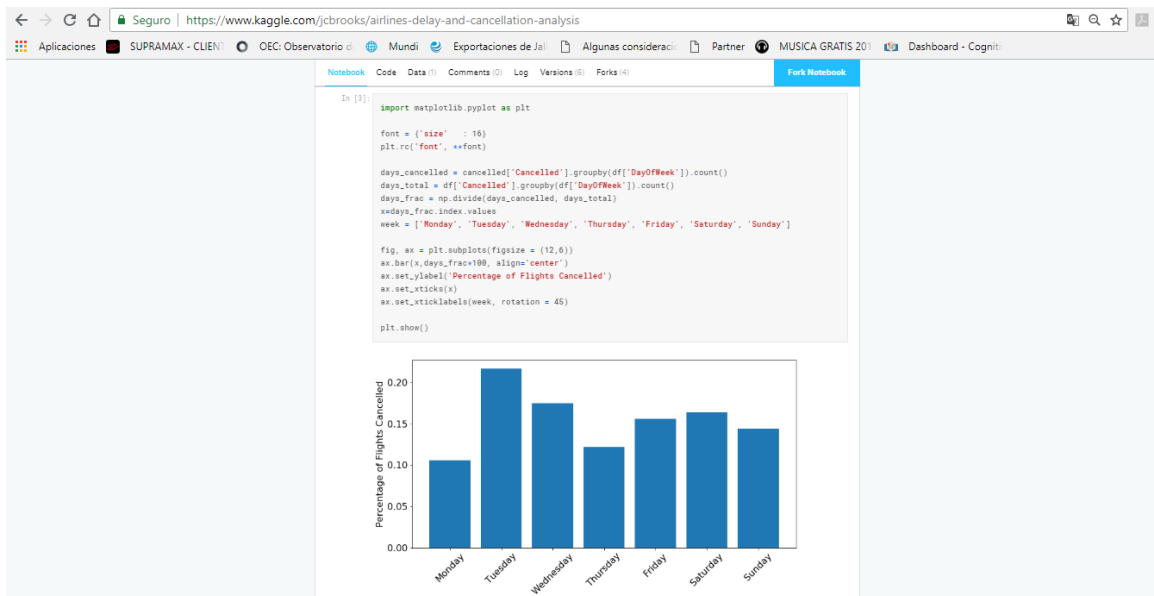 Seguro | https://www.kaggle.com/jcbrooks/airlines-delay-and-cancellation-analysis
Aplicaciones SUPRAMAX - CLIENT OEC: Observatorio d Mundi Exportaciones de Jal Algunas consideraci Partner MUSICA GRATIS 201 Dashboard - Cogniti
Notebook Code Data (1) Comments (0) Log Versions (6) Forks (4) Fork Notebook
In [3]:
import matplotlib.pyplot as plt
font = {'size'   : 16}
plt.rc('font', **font)
days_cancelled = cancelled['Cancelled'].groupby(df['DayOfWeek']).count()
days_total = df['Cancelled'].groupby(df['DayOfWeek']).count()
days_frac = np.divide(days_cancelled, days_total)
x=days_frac.index.values
week = ['Monday', 'Tuesday', 'Wednesday', 'Thursday', 'Friday', 'Saturday', 'Sunday']
fig, ax = plt.subplots(figsize = (12,6))
ax.bar(x,days_frac*100, align='center')
ax.set_ylabel('Percentage of Flights Cancelled')
ax.set_xticks(x)
ax.set_xticklabels(week, rotation = 45)
plt.show()
Percentage of Flights Cancelled
0.20
0.15
0.10
0.05
0.00
Monday Tuesday Wednesday Thursday Friday Saturday Sunday